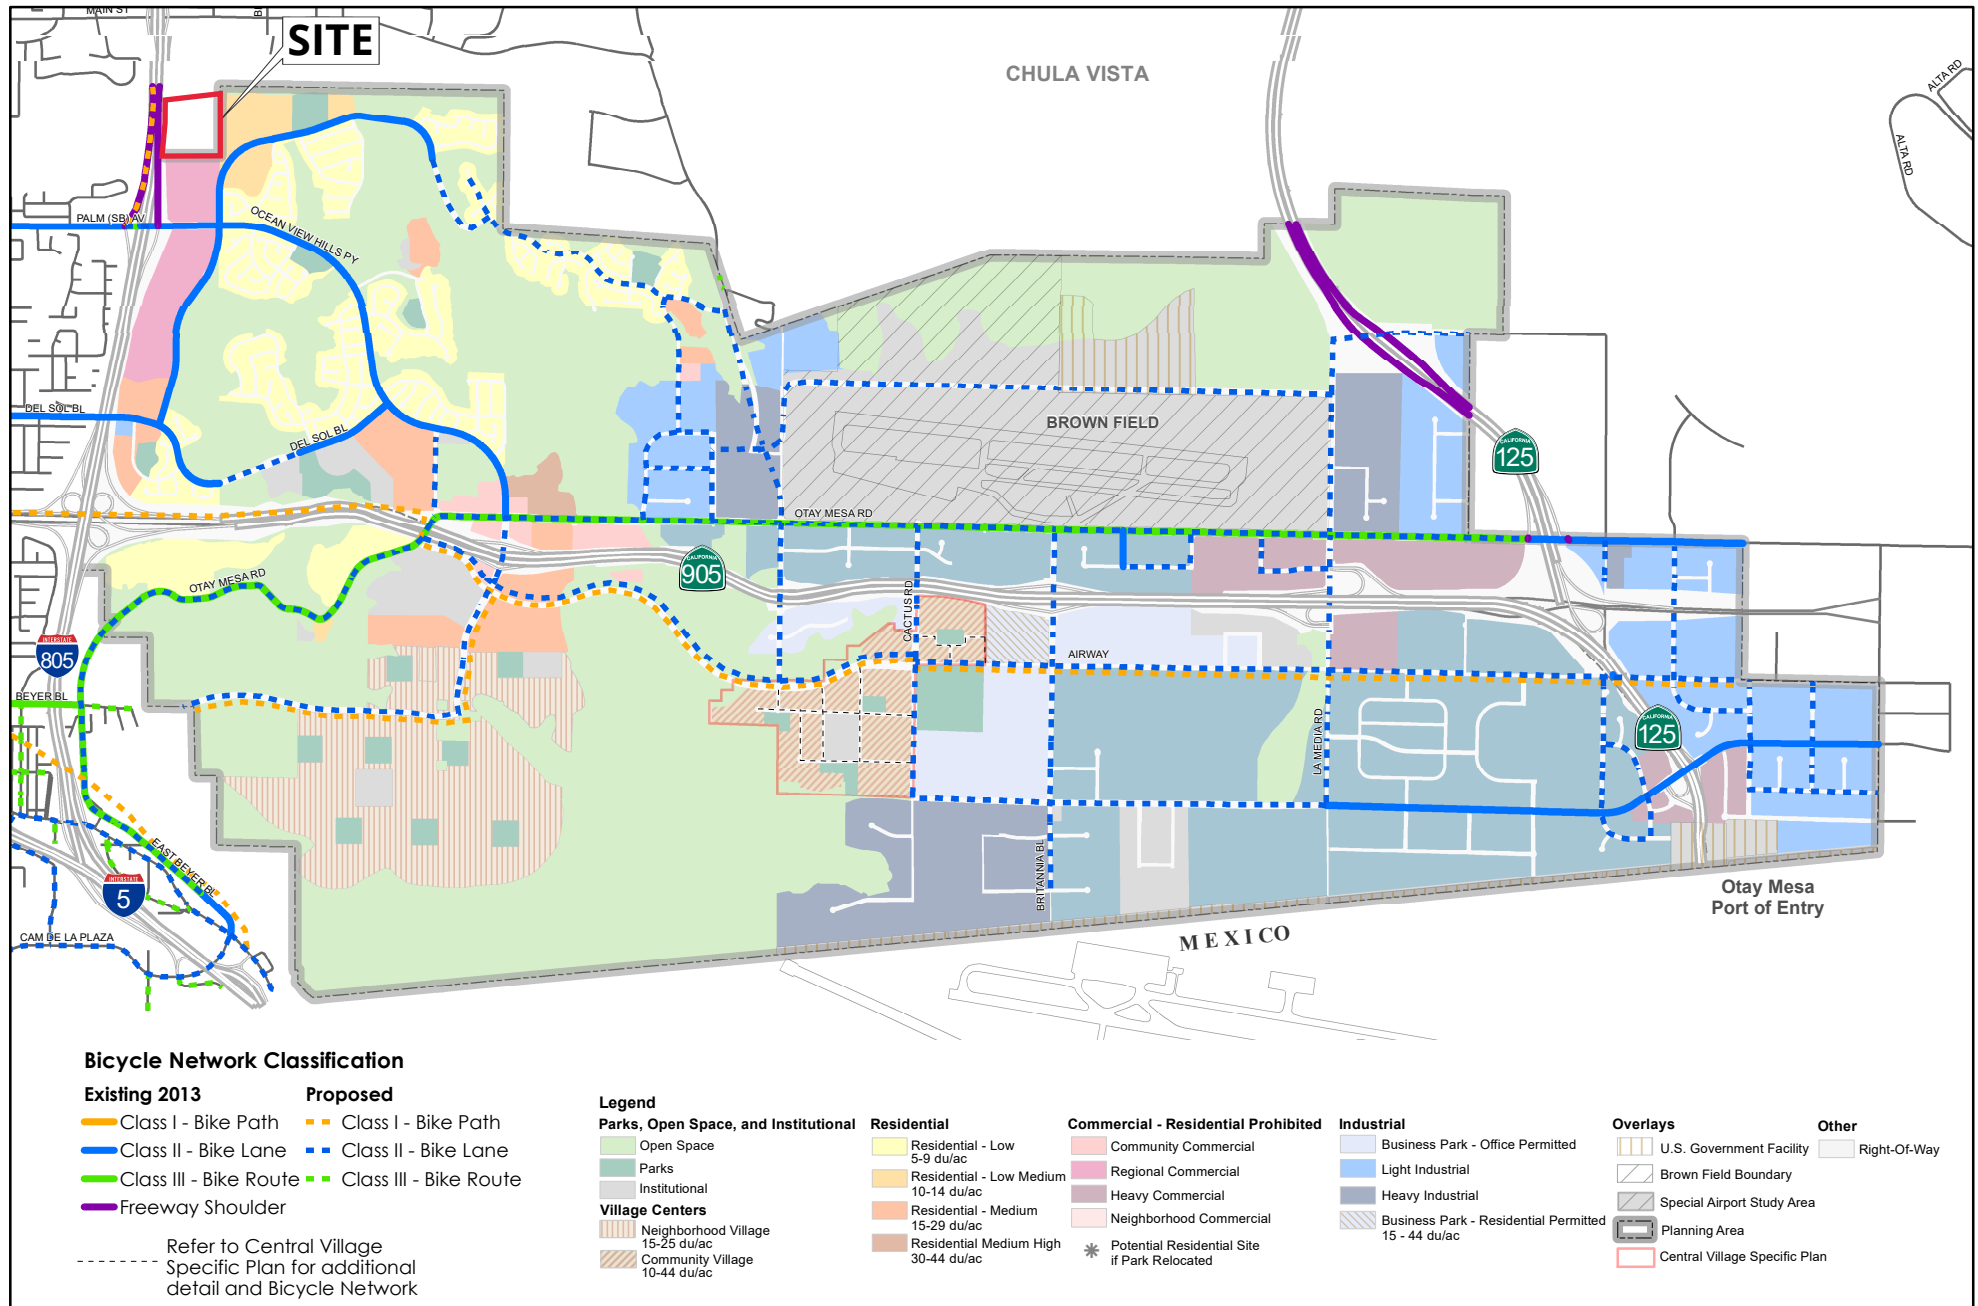 MAIN ST
SITE
CHULA VISTA
ALTA RD
ALTA RD
PALM (SB) AV
OCEAN VIEW HILLS PY
DEL SOL BL
DEL SOL BL
BROWN FIELD
CALIFORNIA
125
OTAY MESA RD
CALIFORNIA
905
OTAY MESA RD
CACTUS RD
INTERSTATE
805
AIRWAY
BEYER BL
LA MEDIA RD
CALIFORNIA
125
EAST BEYER BL
BRITANNIA BL
INTERSTATE
5
CAM DE LA PLAZA
Otay Mesa
Port of Entry
MEXICO
Bicycle Network Classification
Existing 2013
Proposed
Class I - Bike Path
Class I - Bike Path
Class II - Bike Lane
Class II - Bike Lane
Class III - Bike Route
Class III - Bike Route
Freeway Shoulder
Refer to Central Village
Specific Plan for additional
detail and Bicycle Network
Legend
Parks, Open Space, and Institutional
Open Space
Parks
Institutional
Village Centers
Neighborhood Village
15-25 du/ac
Community Village
10-44 du/ac
Residential
Residential - Low
5-9 du/ac
Residential - Low Medium
10-14 du/ac
Residential - Medium
15-29 du/ac
Residential Medium High
30-44 du/ac
Commercial - Residential Prohibited
Community Commercial
Regional Commercial
Heavy Commercial
Neighborhood Commercial
Potential Residential Site
if Park Relocated
Industrial
Business Park - Office Permitted
Light Industrial
Heavy Industrial
Business Park - Residential Permitted
15 - 44 du/ac
Overlays
U.S. Government Facility
Brown Field Boundary
Special Airport Study Area
Planning Area
Central Village Specific Plan
Other
Right-Of-Way